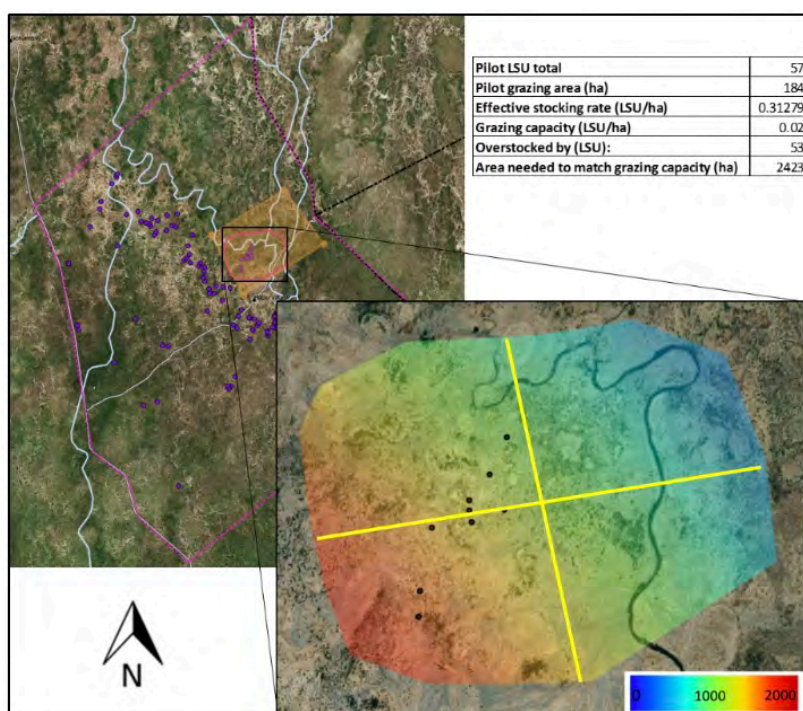 Pilot LSU total 57
Pilot grazing area (ha) 184
Effective stocking rate (LSU/ha) 0.31279
Grazing capacity (LSU/ha) 0.02
Overstocked by (LSU): 53
Area needed to match grazing capacity (ha) 2423
N
0 1000 2000